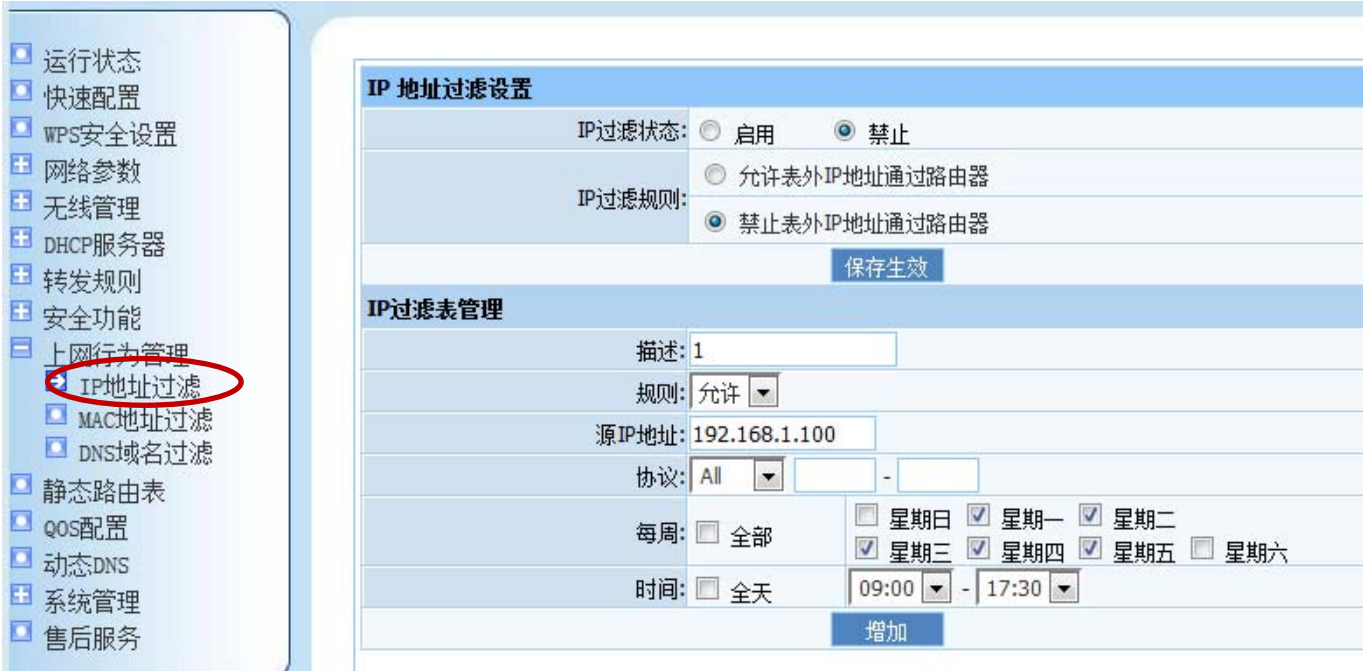 运行状态
快速配置
WPS安全设置
网络参数
无线管理
DHCP服务器
转发规则
安全功能
上网行为管理
IP地址过滤
MAC地址过滤
DNS域名过滤
静态路由表
QOS配置
动态DNS
系统管理
售后服务
IP 地址过滤设置
IP过滤状态: 启用 禁止
IP过滤规则:
允许表外IP地址通过路由器
禁止表外IP地址通过路由器
保存生效
IP过滤表管理
描述: 1
规则: 允许
源IP地址: 192.168.1.100
协议: All -
每周: 全部
星期日 星期一 星期二
星期三 星期四 星期五 星期六
时间: 全天 09:00 - 17:30
增加